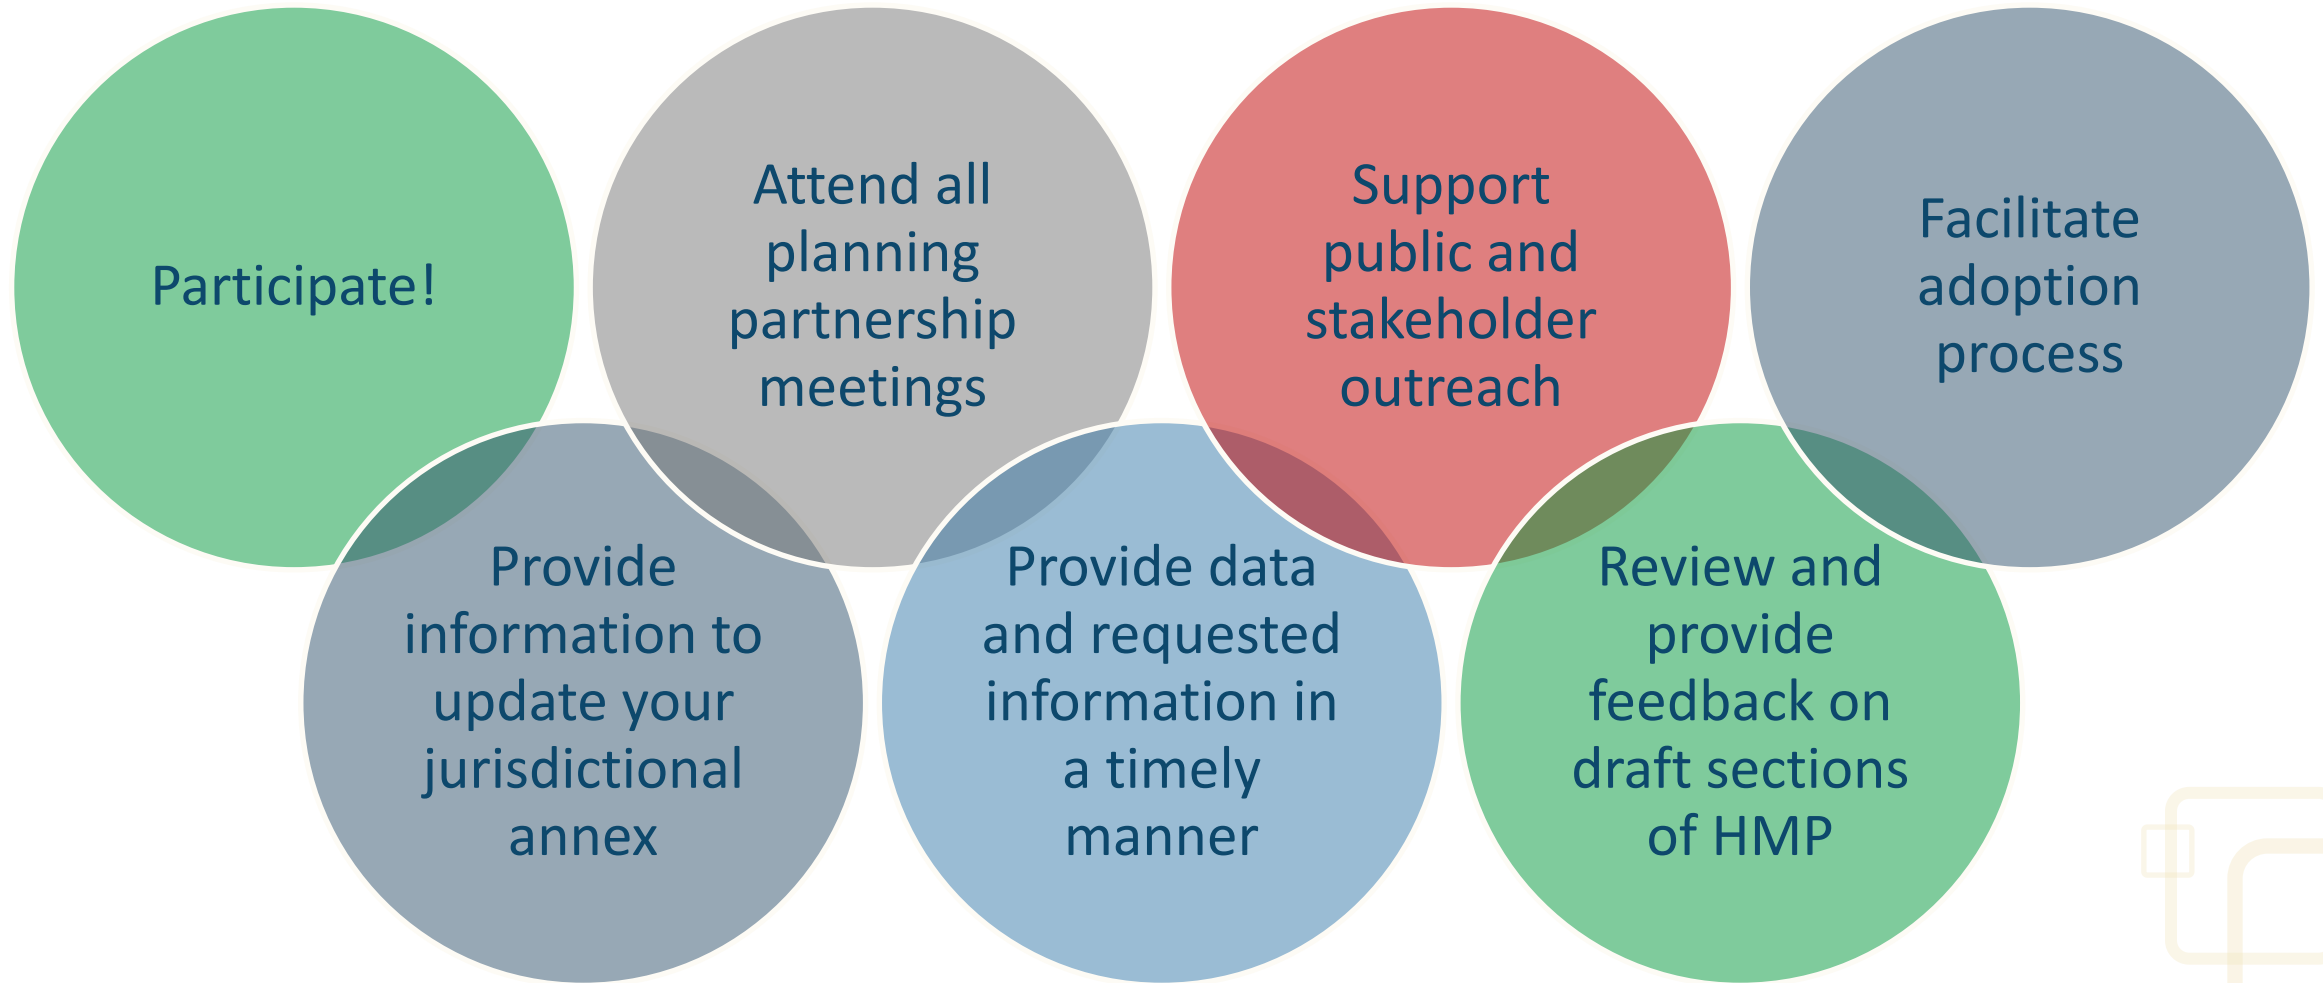 Participate!
Attend all
planning
partnership
meetings
Support
public and
stakeholder
outreach
Facilitate
adoption
process
Provide
information to
update your
jurisdictional
annex
Provide data
and requested
information in
a timely
manner
Review and
provide
feedback on
draft sections
of HMP